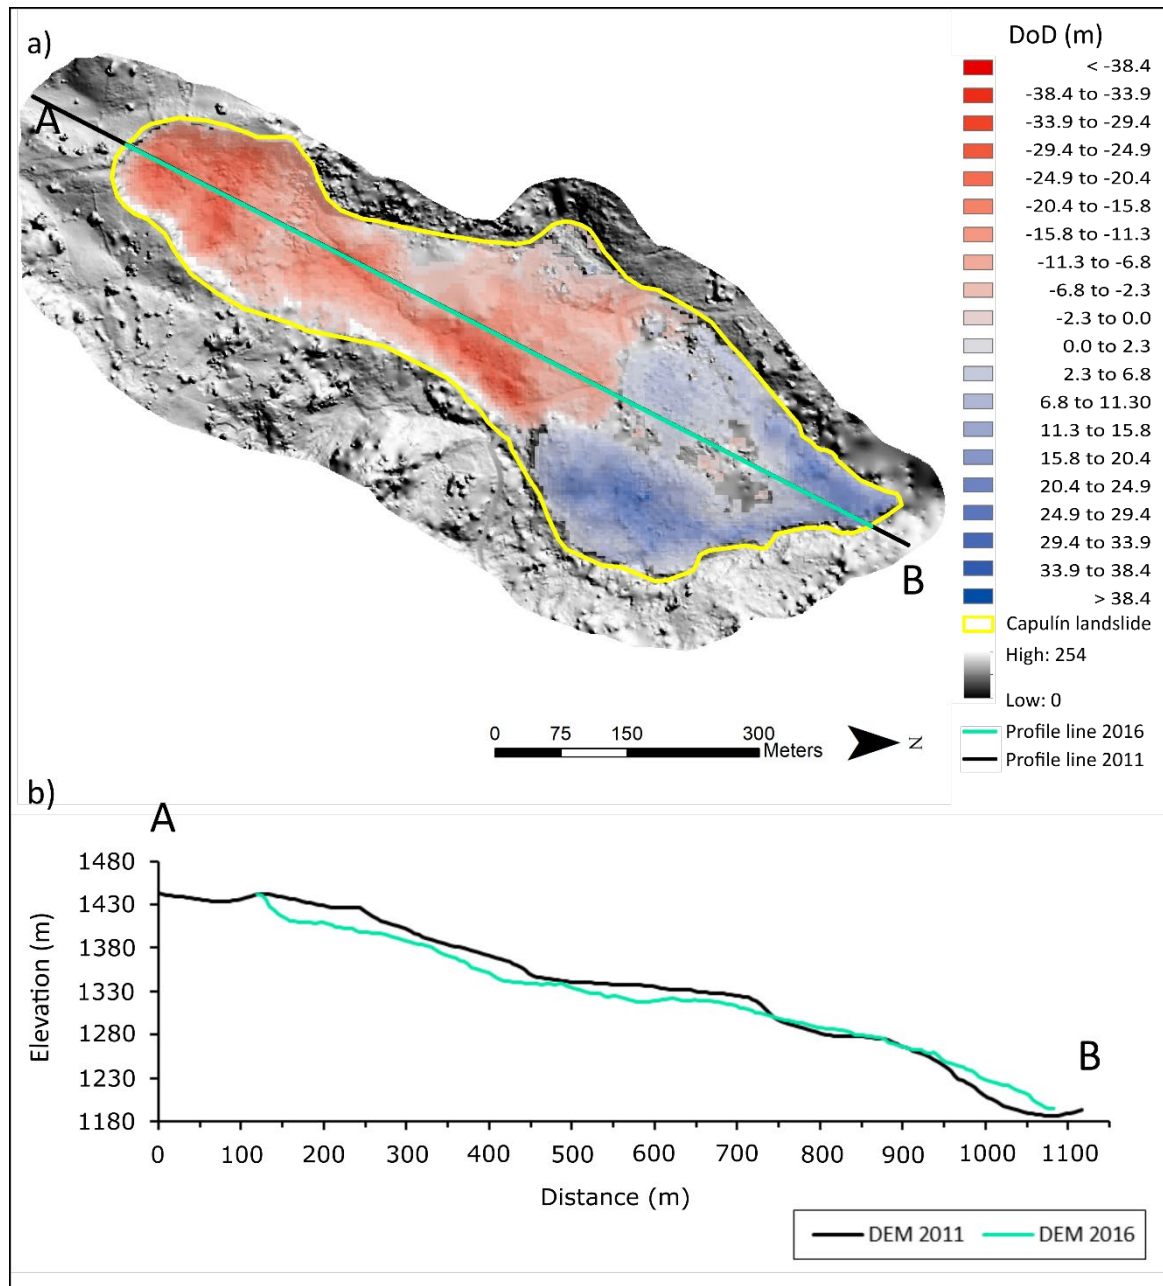 a)
A
B
DoD (m)
< -38.4
-38.4 to -33.9
-33.9 to -29.4
-29.4 to -24.9
-24.9 to -20.4
-20.4 to -15.8
-15.8 to -11.3
-11.3 to -6.8
-6.8 to -2.3
-2.3 to 0.0
0.0 to 2.3
2.3 to 6.8
6.8 to 11.30
11.3 to 15.8
15.8 to 20.4
20.4 to 24.9
24.9 to 29.4
29.4 to 33.9
33.9 to 38.4
> 38.4
Capulín landslide
High: 254
Low: 0
Profile line 2016
Profile line 2011
0 75 150 300
Meters
N
b)
A
B
Elevation (m)
1480
1430
1380
1330
1280
1230
1180
0 100 200 300 400 500 600 700 800 900 1000 1100
Distance (m)
DEM 2011 DEM 2016